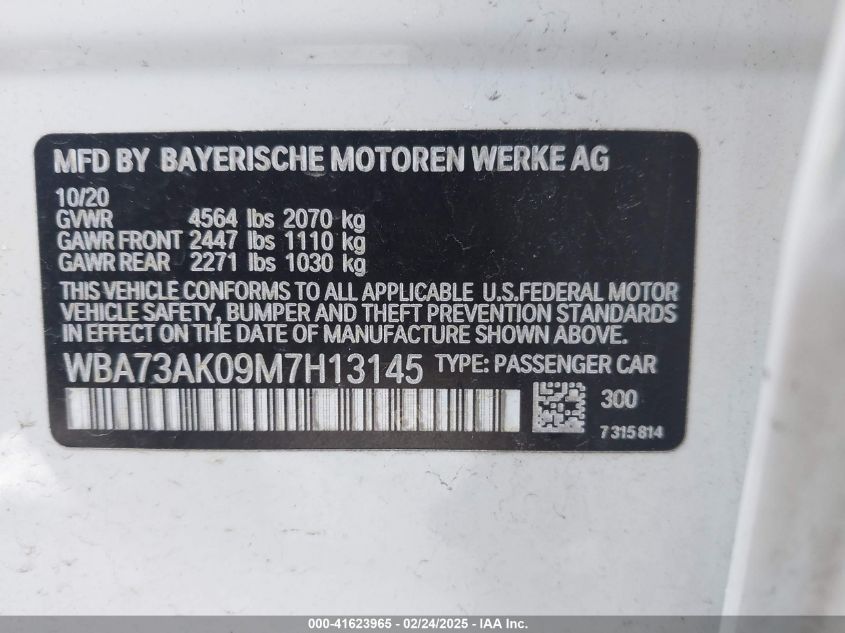 MFD BY BAYERISCHE MOTOREN WERKE AG
10/20
GVWR 4564 lbs 2070 kg
GAWR FRONT 2447 lbs 1110 kg
GAWR REAR 2271 lbs 1030 kg
THIS VEHICLE CONFORMS TO ALL APPLICABLE U.S.FEDERAL MOTOR
VEHICLE SAFETY, BUMPER AND THEFT PREVENTION STANDARDS
IN EFFECT ON THE DATE OF MANUFACTURE SHOWN ABOVE.
WBA73AK09M7H13145 TYPE: PASSENGER CAR
300
7315814
000-41623965 - 02/24/2025 - IAA Inc.